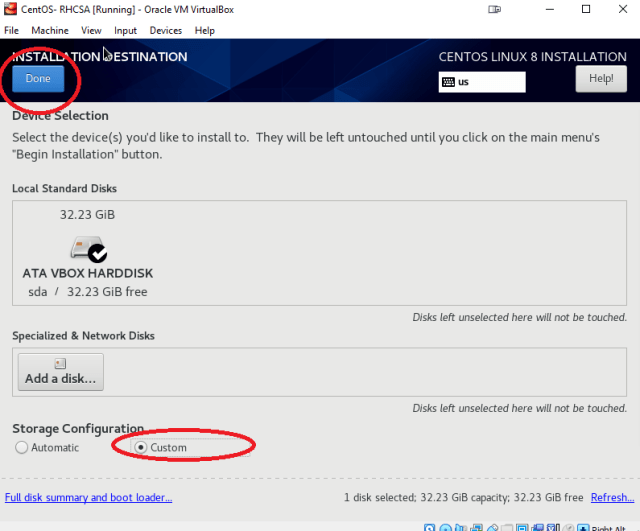 CentOS- RHCSA [Running] - Oracle VM VirtualBox
File Machine View Input Devices Help
INSTALLATION DESTINATION
CENTOS LINUX 8 INSTALLATION
Done
us
Help!
Device Selection
Select the device(s) you'd like to install to. They will be left untouched until you click on the main menu's
"Begin Installation" button.
Local Standard Disks
32.23 GiB
ATA VBOX HARDDISK
sda / 32.23 GiB free
Disks left unselected here will not be touched.
Specialized & Network Disks
Add a disk...
Disks left unselected here will not be touched.
Storage Configuration
Automatic Custom
Full disk summary and boot loader...
1 disk selected; 32.23 GiB capacity; 32.23 GiB free Refresh...
Right Alt